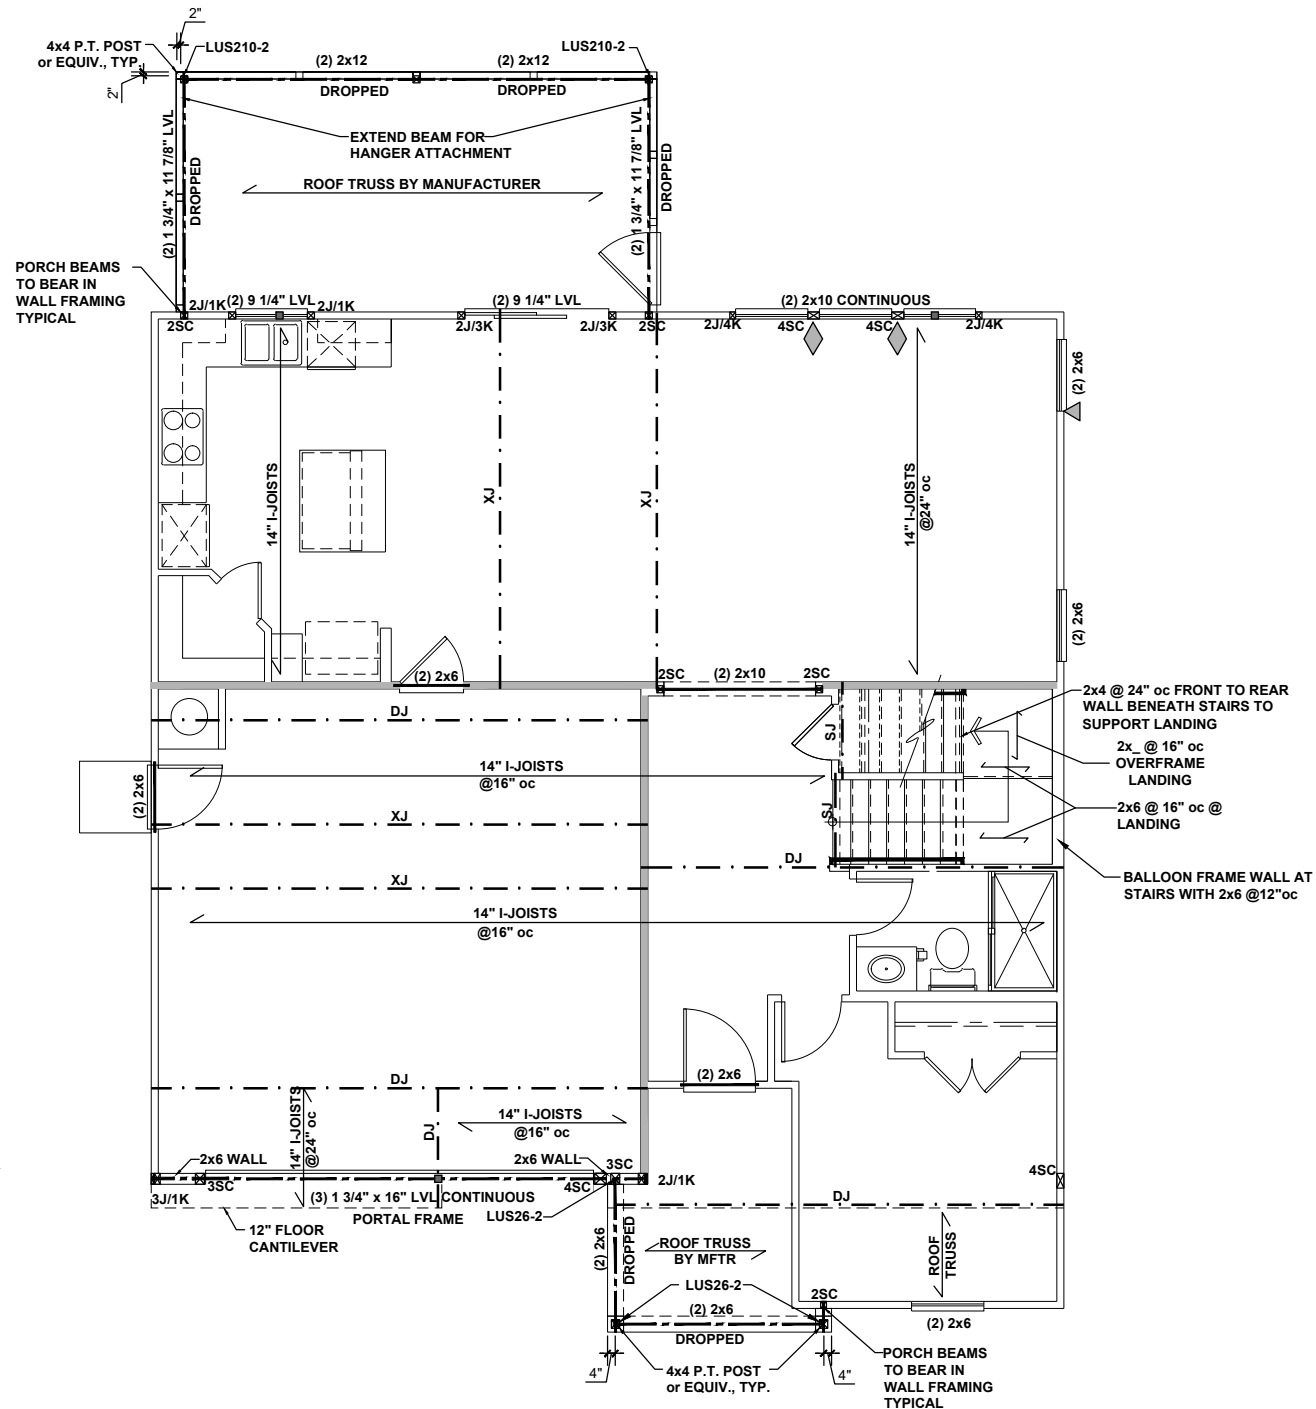 2"
4x4 P.T. POST
or EQUIV., TYP.
2"
LUS210-2
(2) 2x12
(2) 2x12
LUS210-2
DROPPED
DROPPED
EXTEND BEAM FOR
HANGER ATTACHMENT
ROOF TRUSS BY MANUFACTURER
(2) 1 3/4" x 11 7/8" LVL
DROPPED
(2) 1 3/4" x 11 7/8" LVL
DROPPED
PORCH BEAMS
TO BEAR IN
WALL FRAMING
TYPICAL
2J/1K
(2) 9 1/4" LVL
2J/1K
(2) 9 1/4" LVL
(2) 2x10 CONTINUOUS
2SC
2J/3K
2J/3K
2SC
2J/4K
4SC
4SC
2J/4K
(2) 2x6
14" I-JOISTS
XJ
XJ
14" I-JOISTS
@24" oc
(2) 2x6
(2) 2x6
2SC
(2) 2x10
2SC
DJ
SJ
2x4 @ 24" oc FRONT TO REAR
WALL BENEATH STAIRS TO
SUPPORT LANDING
2x_ @ 16" oc
OVERFRAME
LANDING
14" I-JOISTS
@16" oc
(2) 2x6
SJ
2x6 @ 16" oc @
LANDING
XJ
DJ
BALLOON FRAME WALL AT
STAIRS WITH 2x6 @12"oc
XJ
14" I-JOISTS
@16" oc
(2) 2x6
DJ
14" I-JOISTS
@24" oc
DJ
14" I-JOISTS
@16" oc
2x6 WALL
2x6 WALL
3SC
4SC
3J/1K
3SC
4SC
2J/1K
(3) 1 3/4" x 16" LVL CONTINUOUS
PORTAL FRAME
LUS26-2
DJ
12" FLOOR
CANTILEVER
(2) 2x6
DROPPED
ROOF TRUSS
BY MFTR
ROOF
TRUSS
LUS26-2
2SC
(2) 2x6
(2) 2x6
DROPPED
4"
4x4 P.T. POST
or EQUIV., TYP.
4"
PORCH BEAMS
TO BEAR IN
WALL FRAMING
TYPICAL